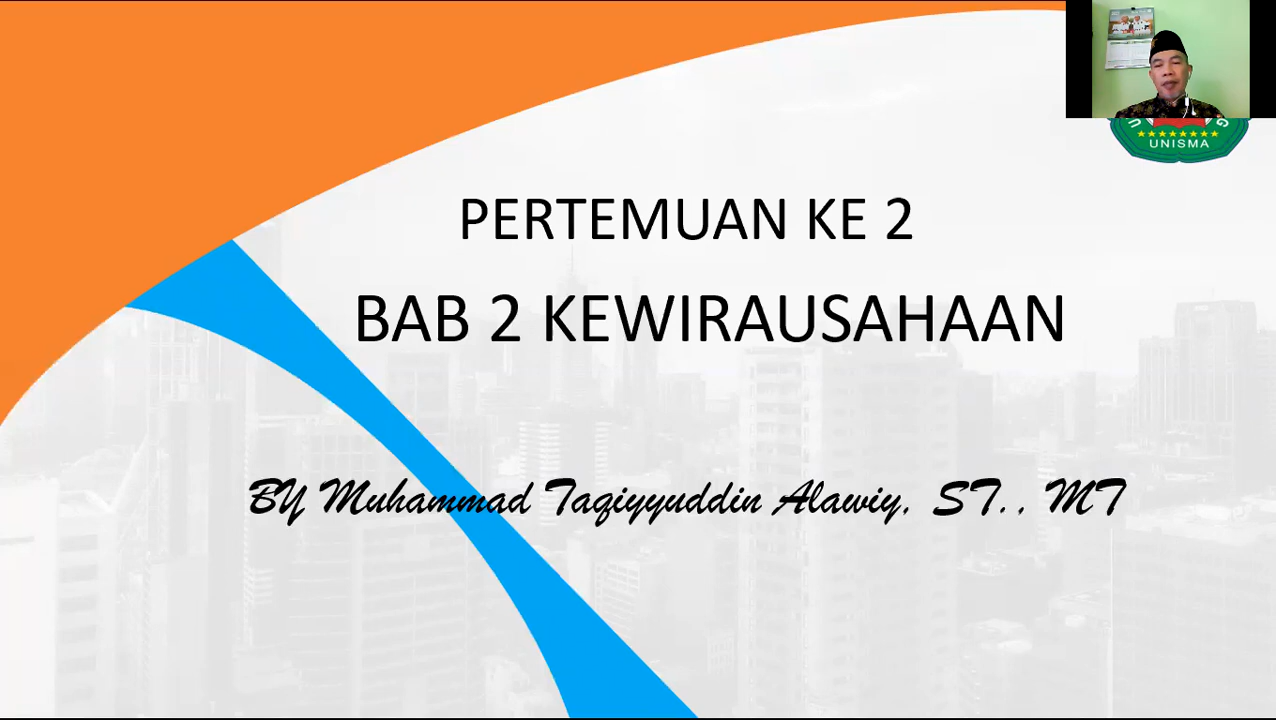 UNISMA
PERTEMUAN KE 2
BAB 2 KEWIRAUSAHAAN
BY Muhammad Taqiyyuddin Alawiy, ST., MT